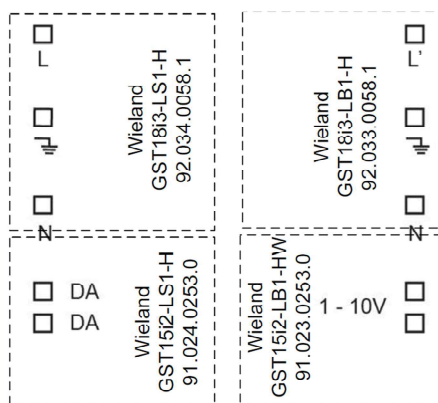 L
N
Wieland
GST18i3-LS1-H
92.034.0058.1
DA
DA
Wieland
GST15i2-LS1-H
91.024.0253.0
Wieland
GST18i3-LB1-H
92.033.0058.1
L'
N
Wieland
GST15i2-LB1-HW
91.023.0253.0
1 - 10V